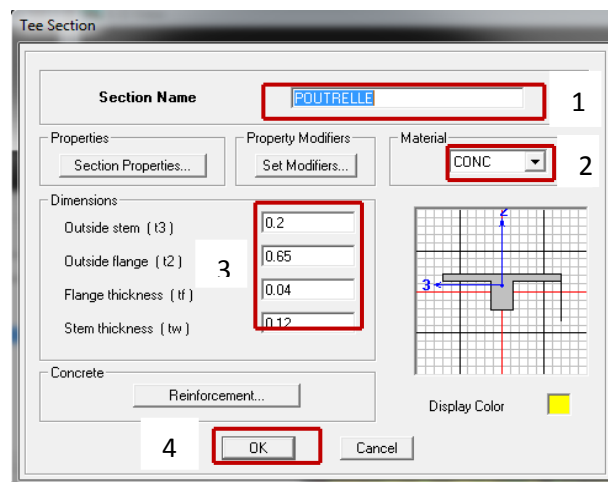 Tee Section
Section Name POUTRELLE 1
Properties Property Modifiers Material
Section Properties... Set Modifiers... CONC 2
Dimensions
Outside stem ( t3 ) 0.2
Outside flange ( t2 ) 0.65
3
Flange thickness ( tf ) 0.04
Stem thickness ( tw ) 0.12
2
3
Concrete
Reinforcement...
Display Color
4 OK Cancel